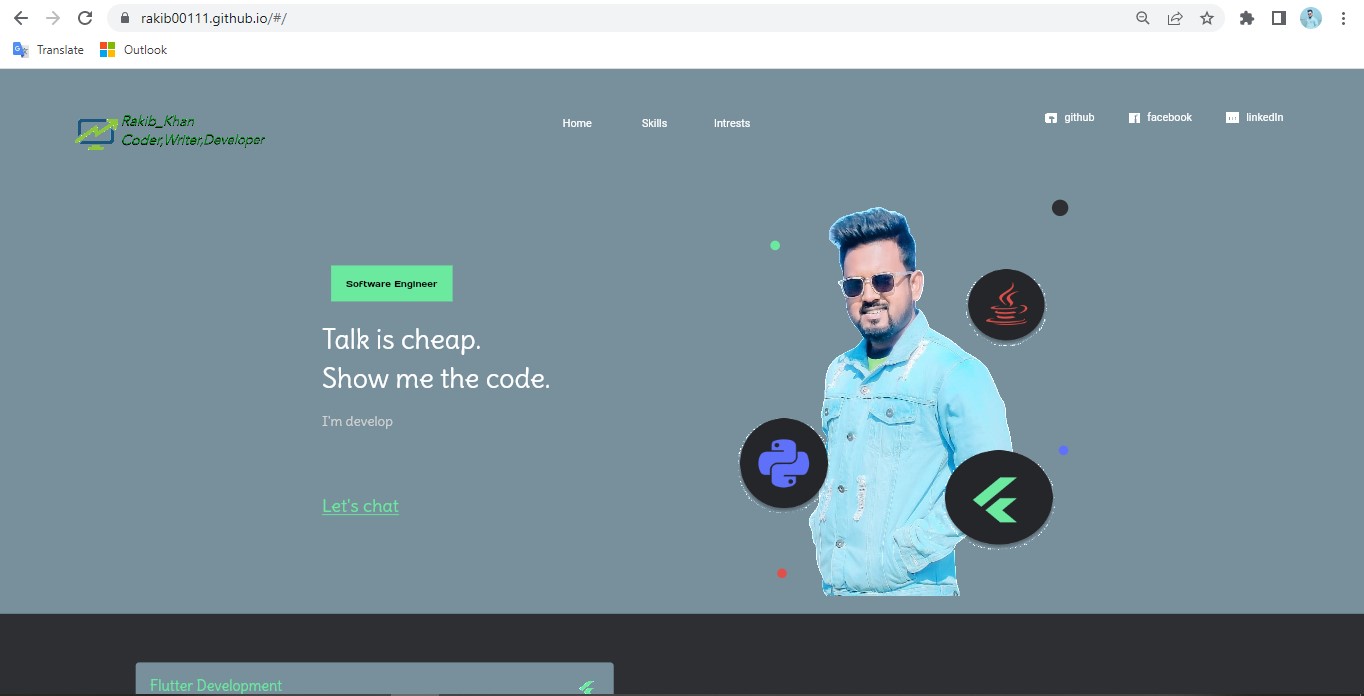 rakib00111.github.io/#/
Translate
Outlook
Rakib_Khan
Coder,Writer,Developer
Home
Skills
Intrests
github
facebook
linkedIn
Software Engineer
Talk is cheap.
Show me the code.
I'm develop
Let's chat
Flutter Development